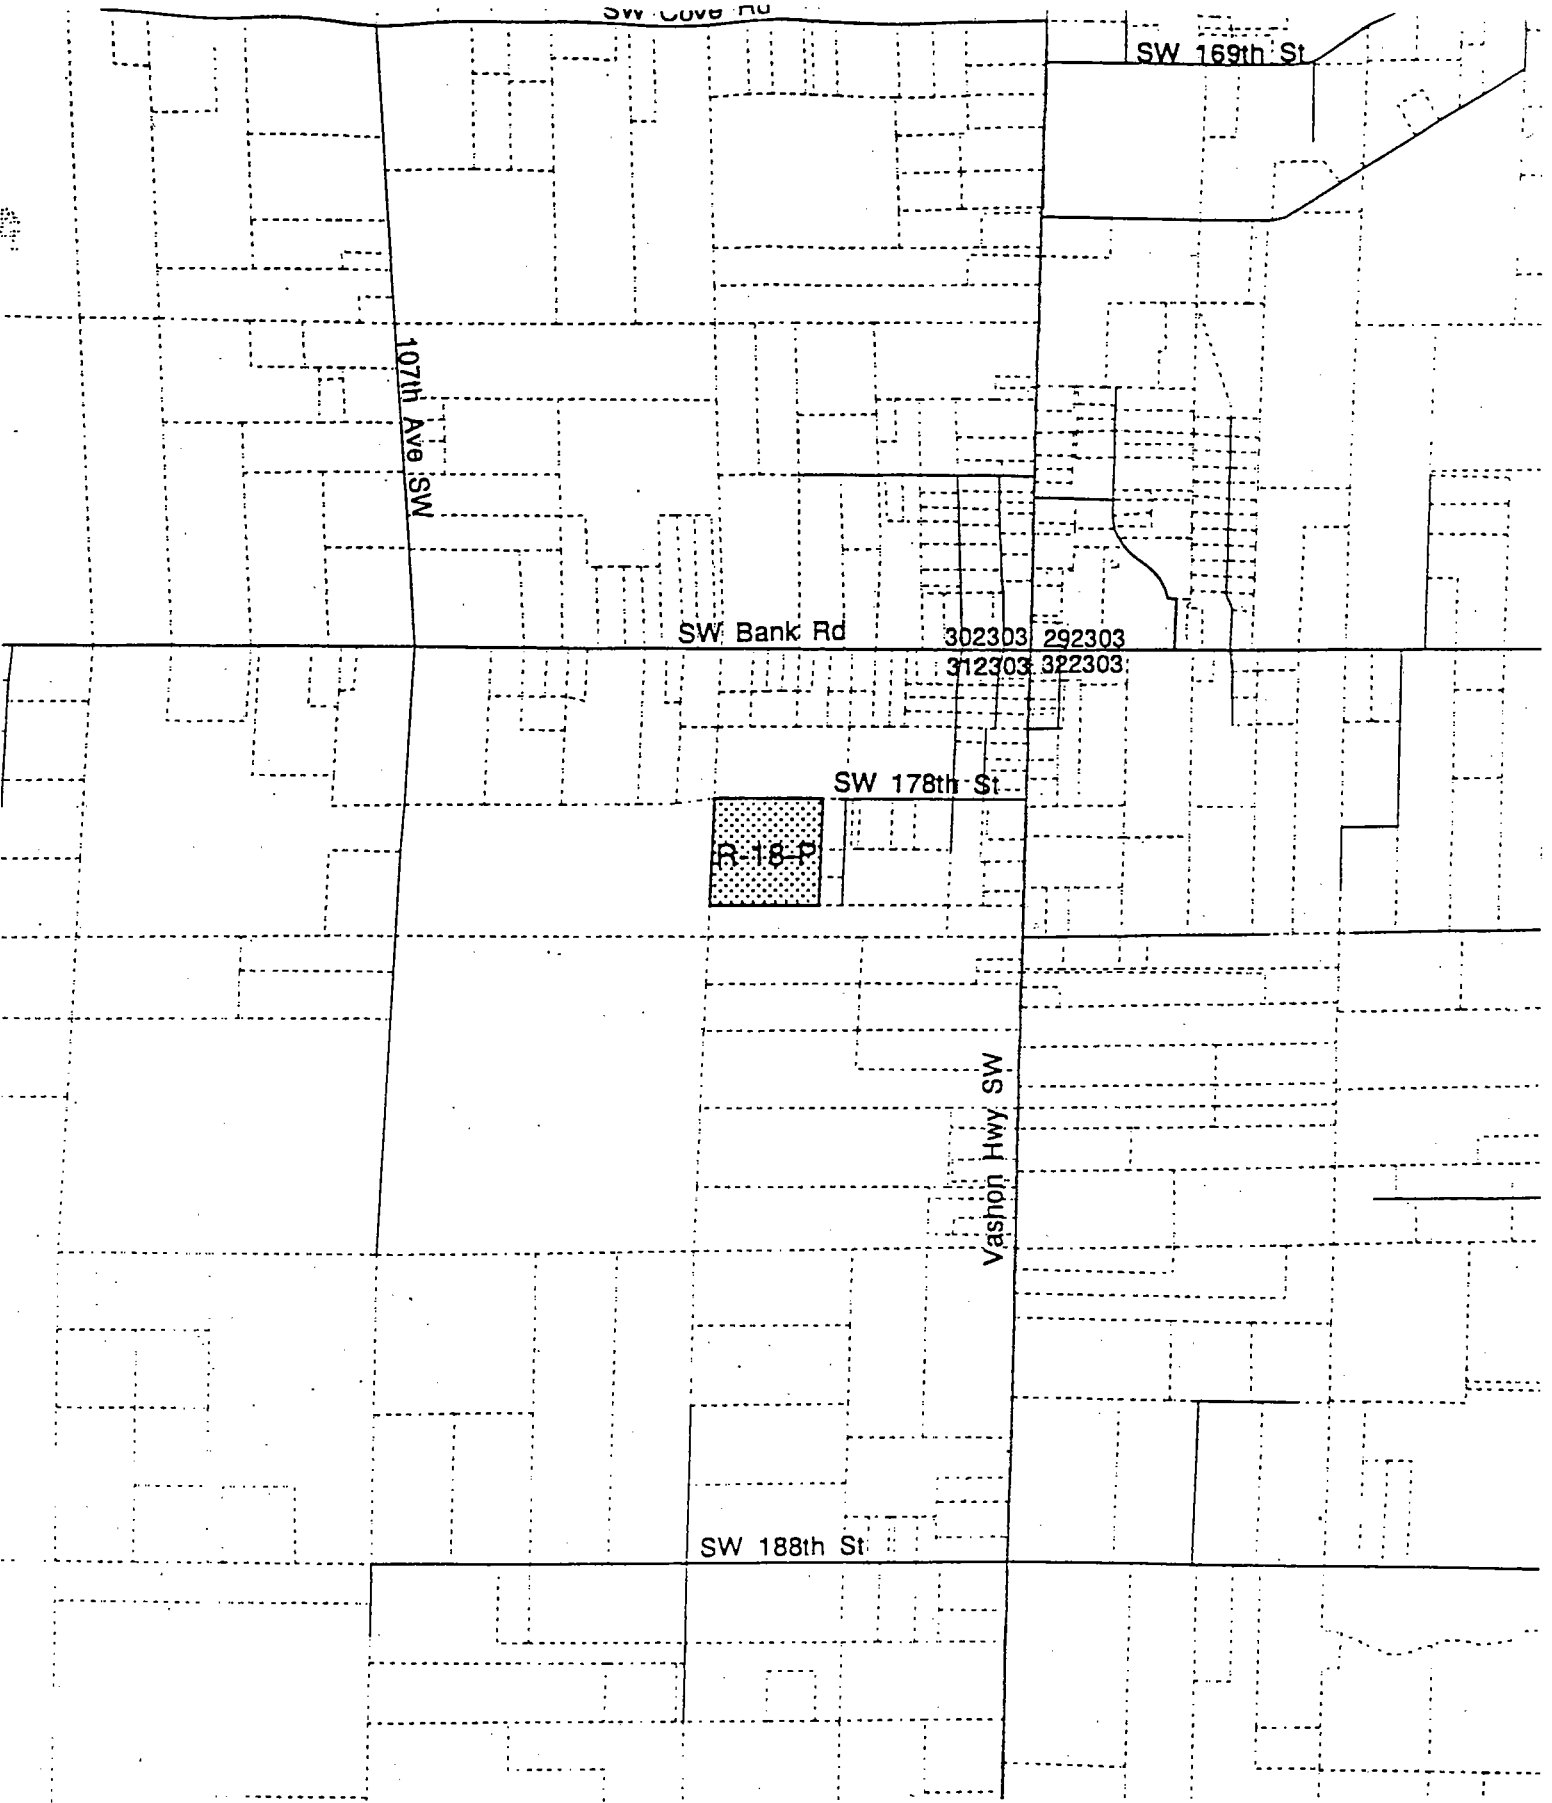 SW Cove Rd
SW 169th St
107th Ave SW
SW Bank Rd
302303 292303
312303 322303
SW 178th St
R-18-P
Vashon Hwy SW
SW 188th St